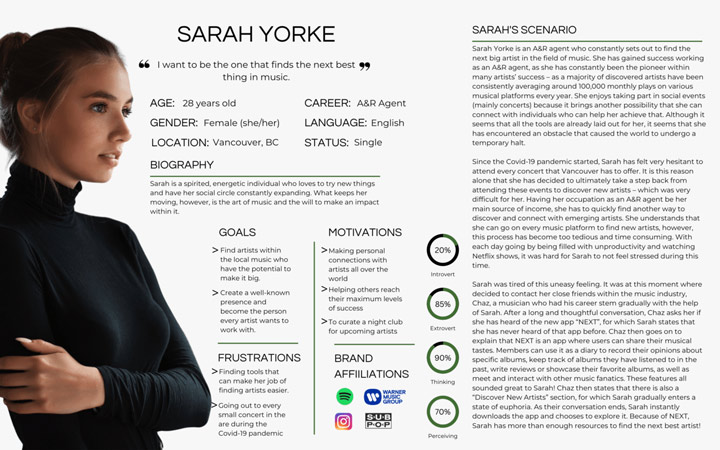 SARAH YORKE
❝ I want to be the one that finds the next best ❞
thing in music.
AGE: 28 years old
CAREER: A&R Agent
GENDER: Female (she/her)
LANGUAGE: English
LOCATION: Vancouver, BC
STATUS: Single
BIOGRAPHY
Sarah is a spirited, energetic individual who loves to try new things
and have her social circle constantly expanding. What keeps her
moving, however, is the art of music and the will to make an impact
within it.
GOALS
> Find artists within
the local music who
have the potential to
make it big.
> Create a well-known
presence and
become the person
every artist wants to
work with.
FRUSTRATIONS
> Finding tools that
can make her job of
finding artists easier.
> Going out to every
small concert in the
are during the
Covid-19 pandemic
MOTIVATIONS
> Making personal
connections with
artists all over the
world
> Helping others reach
their maximum levels
of success
> To curate a night club
for upcoming artists
BRAND
AFFIILIATIONS
WARNER
MUSIC
GROUP
SUB
POP
20%
Introvert
85%
Extrovert
90%
Thinking
70%
Perceiving
SARAH'S SCENARIO
Sarah Yorke is an A&R agent who constantly sets out to find the
next big artist in the field of music. She has gained success working
as an A&R agent, as she has constantly been the pioneer within
many artists' success – as a majority of discovered artists have been
consistently averaging around 100,000 monthly plays on various
musical platforms every year. She enjoys taking part in social events
(mainly concerts) because it brings another possibility that she can
connect with individuals who can help her achieve that. Although it
seems that all the tools are already laid out for her, it seems that she
has encountered an obstacle that caused the world to undergo a
temporary halt.
Since the Covid-19 pandemic started, Sarah has felt very hesitant to
attend every concert that Vancouver has to offer. It is this reason
alone that she has decided to ultimately take a step back from
attending these events to discover new artists – which was very
difficult for her. Having her occupation as an A&R agent be her
main source of income, she has to quickly find another way to
discover and connect with emerging artists. She understands that
she can go on every music platform to find new artists, however,
this process has become too tedious and time consuming. With
each day going by being filled with unproductivity and watching
Netflix shows, it was hard for Sarah to not feel stressed during this
time.
Sarah was tired of this uneasy feeling. It was at this moment where
decided to contact her close friends within the music industry,
Chaz, a musician who had his career stem gradually with the help
of Sarah. After a long and thoughtful conversation, Chaz asks her if
she has heard of the new app "NEXT", for which Sarah states that
she has never heard of that app before. Chaz then goes on to
explain that NEXT is an app where users can share their musical
tastes. Members can use it as a diary to record their opinions about
specific albums, keep track of albums they have listened to in the
past, write reviews or showcase their favorite albums, as well as
meet and interact with other music fanatics. These features all
sounded great to Sarah! Chaz then states that there is also a
"Discover New Artists" section, for which Sarah gradually enters a
state of euphoria. As their conversation ends, Sarah instantly
downloads the app and chooses to explore it. Because of NEXT,
Sarah has more than enough resources to find the next best artist!